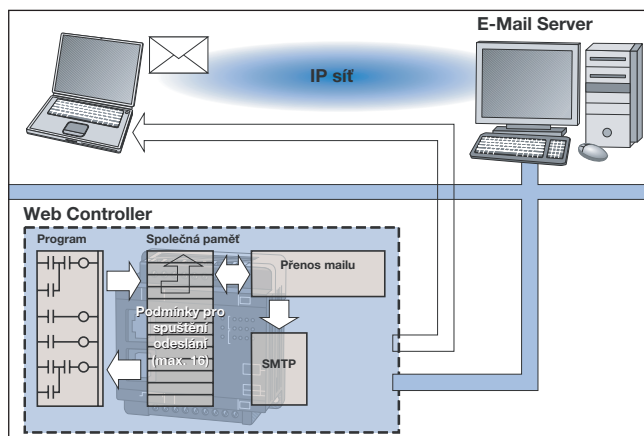 E-Mail Server
IP síť
Web Controller
Program
Společná paměť
Přenos mailu
Podmínky pro
spuštění
odeslání
(max. 16)
SMTP